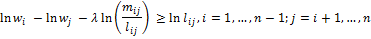 ln w_i − ln w_j − λ ln(m_ij / l_ij) ≥ ln l_ij, i = 1, … , n − 1; j = i + 1, … , n